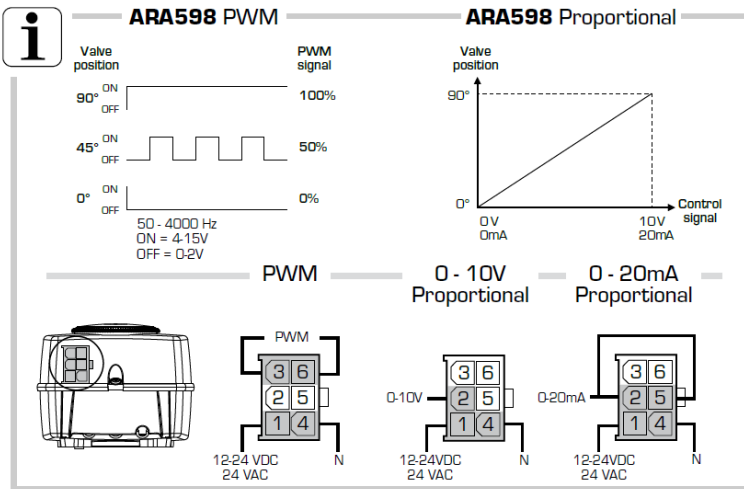 i
ARA598 PWM
ARA598 Proportional
Valve position
PWM signal
90° ON OFF 100%
45° ON OFF 50%
0° ON OFF 0%
50 - 4000 Hz
ON = 4-15V
OFF = 0-2V
Valve position
90°
0°
0V
0mA
10V
20mA
Control signal
PWM
0 - 10V
Proportional
0 - 20mA
Proportional
PWM
3 6
2 5
1 4
12-24 VDC
24 VAC
N
3 6
0-10V 2 5
1 4
12-24VDC
24 VAC
N
3 6
0-20mA 2 5
1 4
12-24VDC
24 VAC
N